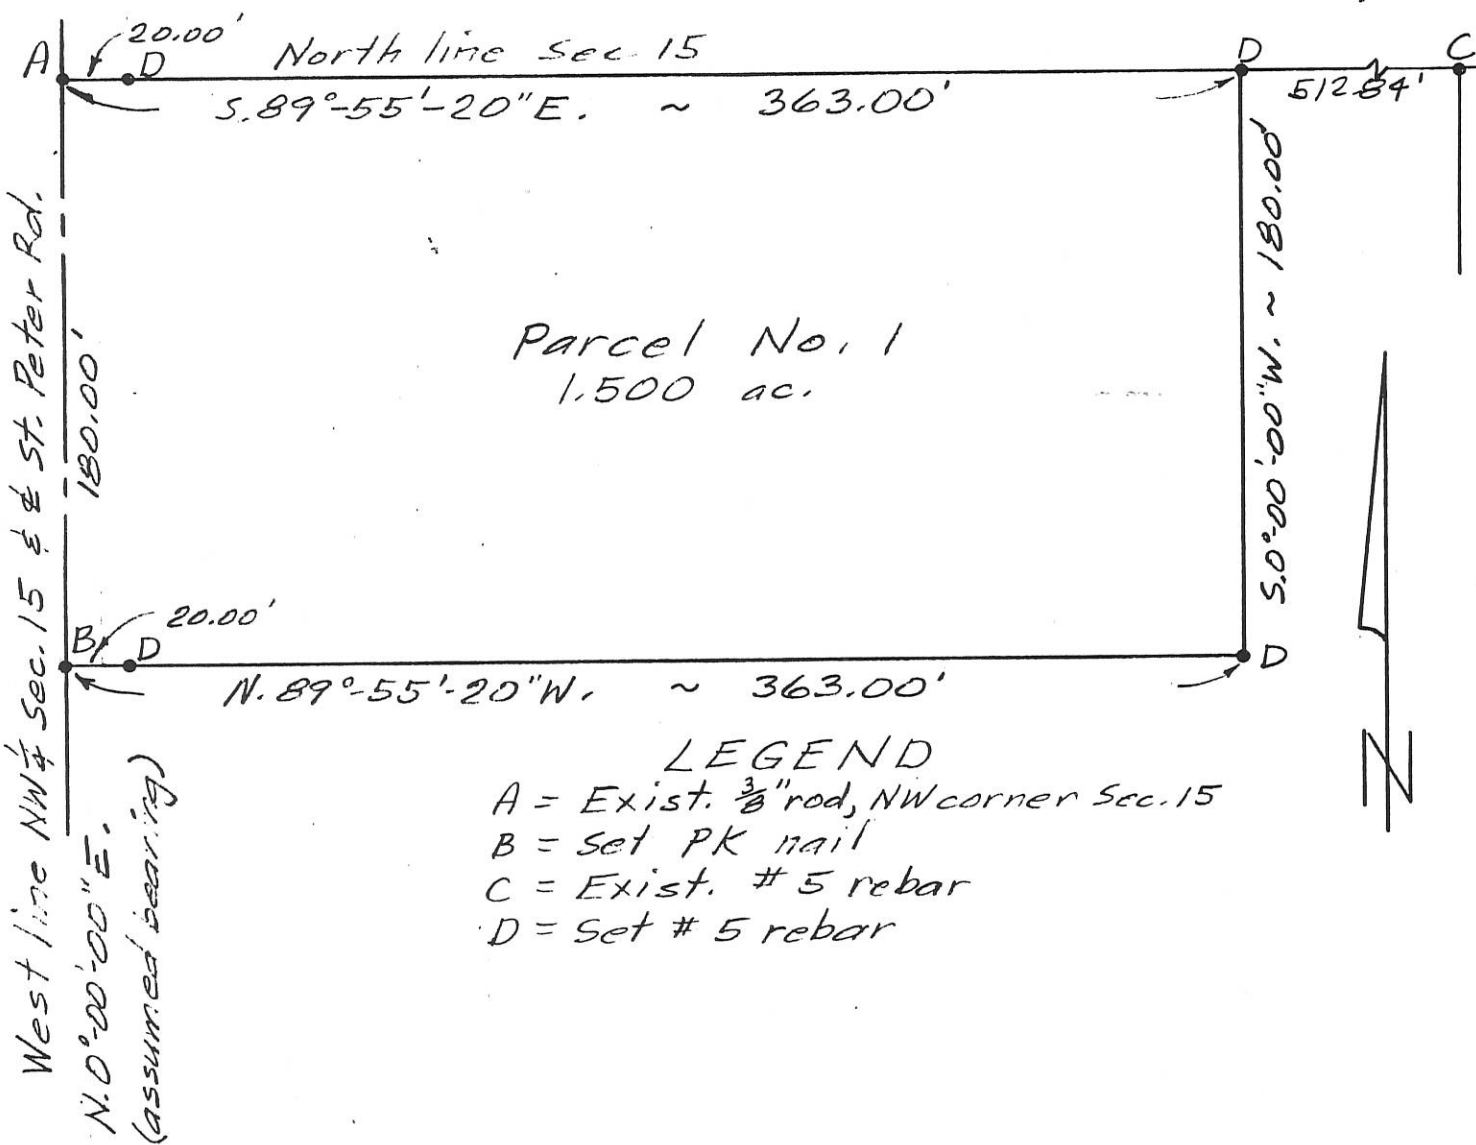 A
20.00'
D
North line Sec. 15
D
C
S.89°-55'-20"E. ~ 363.00'
512.84'
West line NW¼ Sec. 15 & ℄ St. Peter Rd.
N.0°-00'-00"E.
(assumed bearing)
180.00'
Parcel No. 1
1.500 ac.
S.0°-00'-00"W. ~ 180.00'
B
20.00'
D
D
N.89°-55'-20"W. ~ 363.00'
N
LEGEND
A = Exist. ⅜" rod, NW corner Sec. 15
B = Set PK nail
C = Exist. # 5 rebar
D = Set # 5 rebar